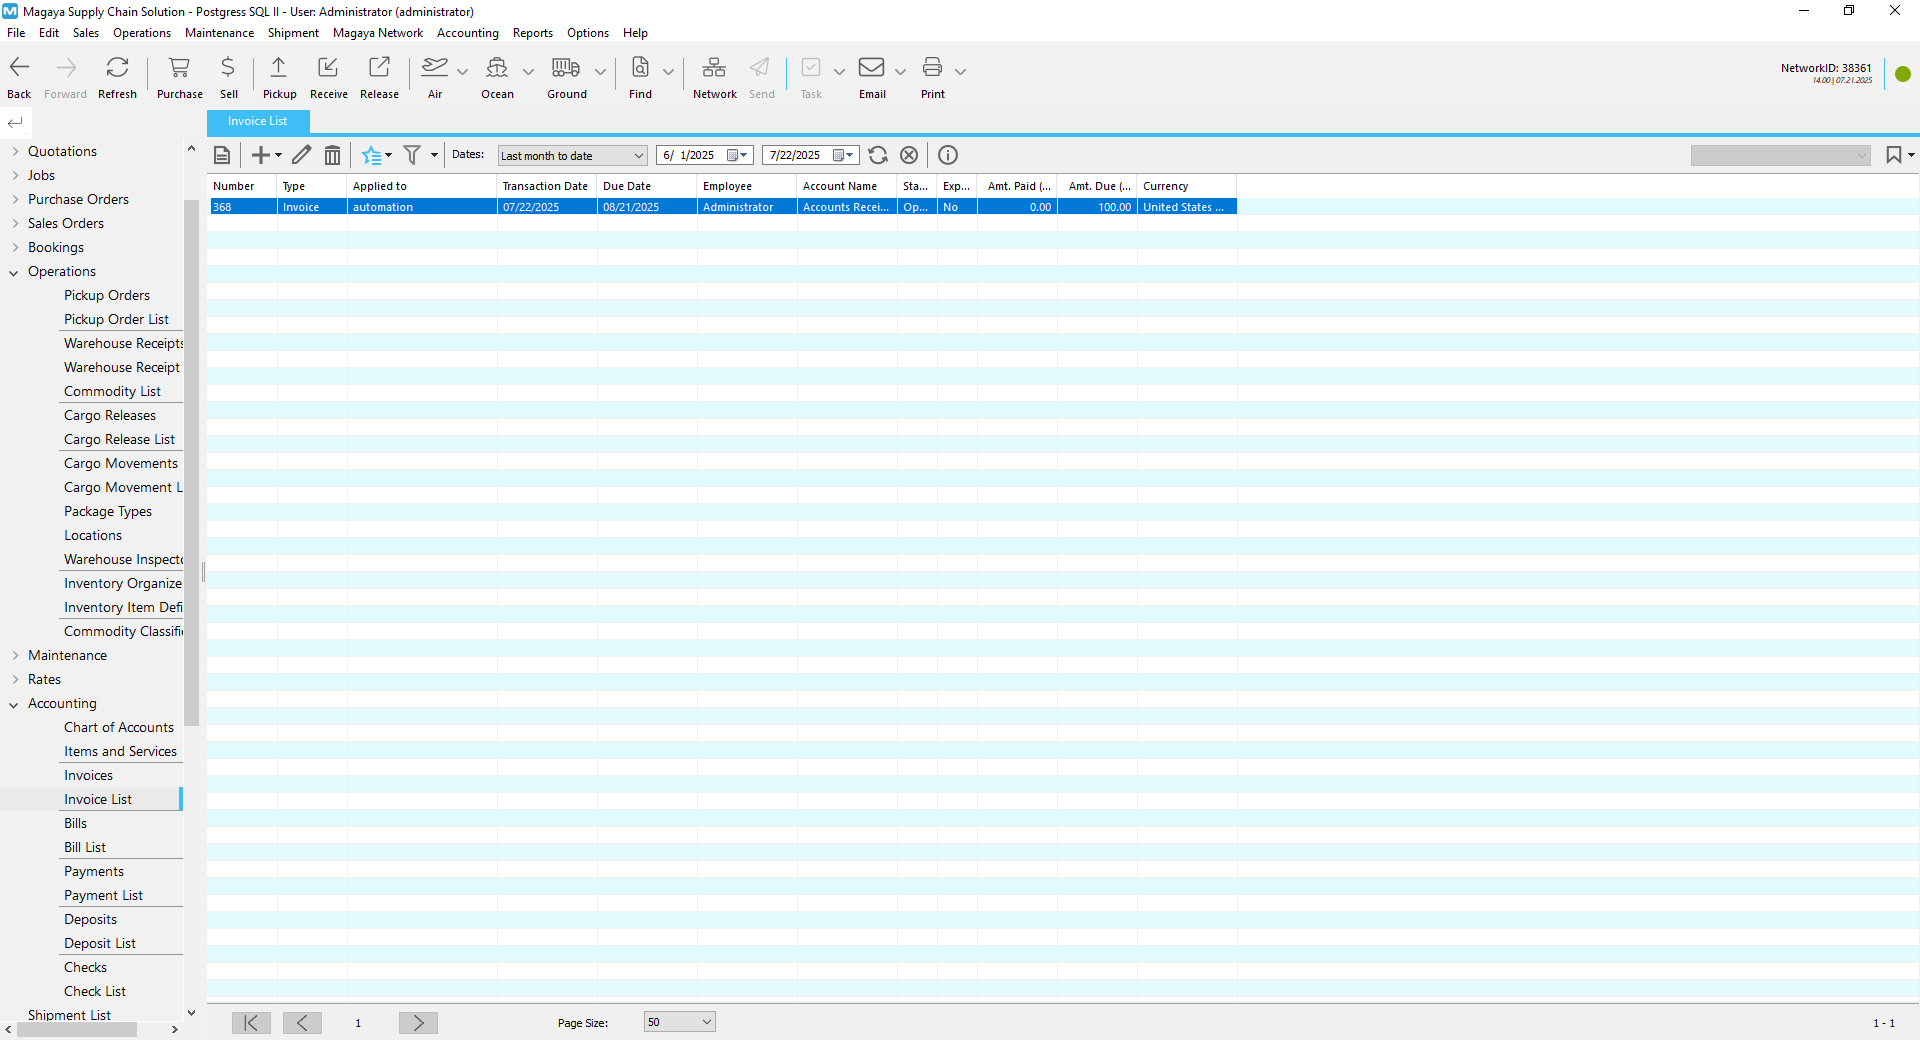 Magaya Supply Chain Solution - Postgress SQL II - User: Administrator (administrator)
File Edit Sales Operations Maintenance Shipment Magaya Network Accounting Reports Options Help
Back Forward Refresh Purchase Sell Pickup Receive Release Air Ocean Ground Find Network Send Task Email Print
NetworkID: 38361
14.00 | 07.21.2025
Invoice List
Dates: Last month to date 6/ 1/2025 7/22/2025
Number Type Applied to Transaction Date Due Date Employee Account Name Sta... Exp... Amt. Paid (... Amt. Due (... Currency
368 Invoice automation 07/22/2025 08/21/2025 Administrator Accounts Recei... Op... No 0.00 100.00 United States ...
Quotations
Jobs
Purchase Orders
Sales Orders
Bookings
Operations
Pickup Orders
Pickup Order List
Warehouse Receipts
Warehouse Receipt
Commodity List
Cargo Releases
Cargo Release List
Cargo Movements
Cargo Movement L
Package Types
Locations
Warehouse Inspecto
Inventory Organize
Inventory Item Defi
Commodity Classifi
Maintenance
Rates
Accounting
Chart of Accounts
Items and Services
Invoices
Invoice List
Bills
Bill List
Payments
Payment List
Deposits
Deposit List
Checks
Check List
Shipment List
1 Page Size: 50 1 - 1